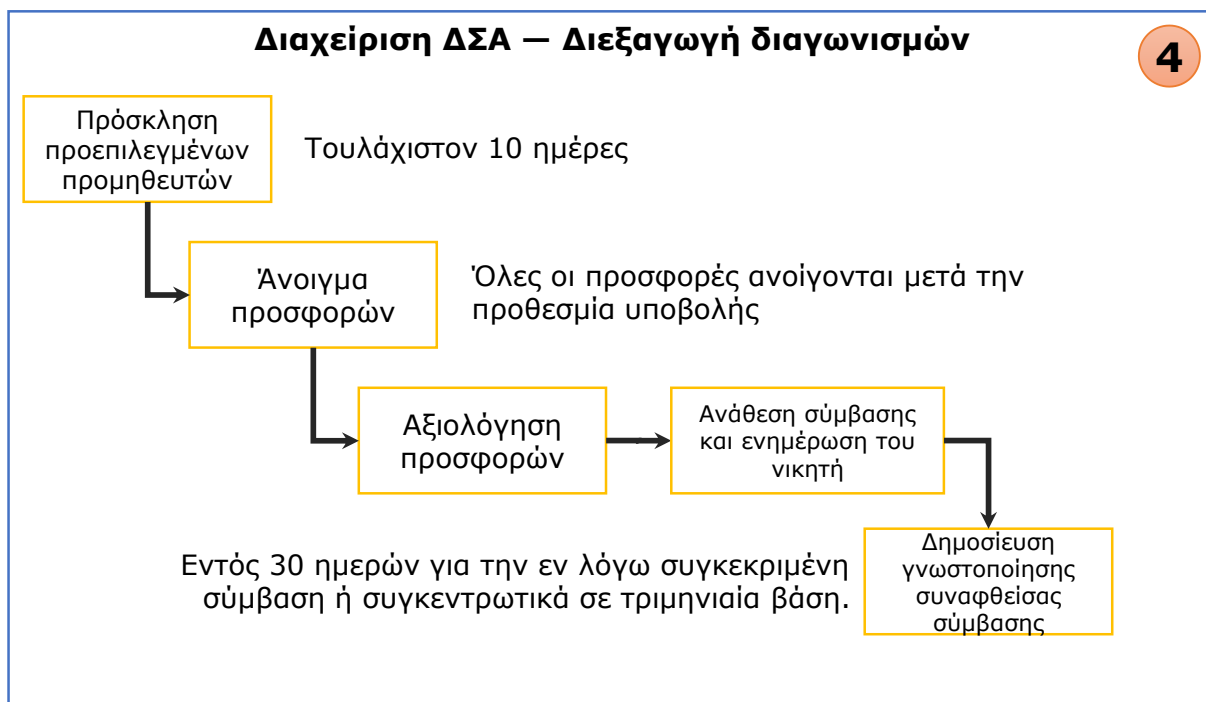 Διαχείριση ΔΣΑ — Διεξαγωγή διαγωνισμών
4
Πρόσκληση
προεπιλεγμένων
προμηθευτών
Τουλάχιστον 10 ημέρες
Άνοιγμα
προσφορών
Όλες οι προσφορές ανοίγονται μετά την
προθεσμία υποβολής
Αξιολόγηση
προσφορών
Ανάθεση σύμβασης
και ενημέρωση του
νικητή
Εντός 30 ημερών για την εν λόγω συγκεκριμένη
σύμβαση ή συγκεντρωτικά σε τριμηνιαία βάση.
Δημοσίευση
γνωστοποίησης
συναφθείσας
σύμβασης